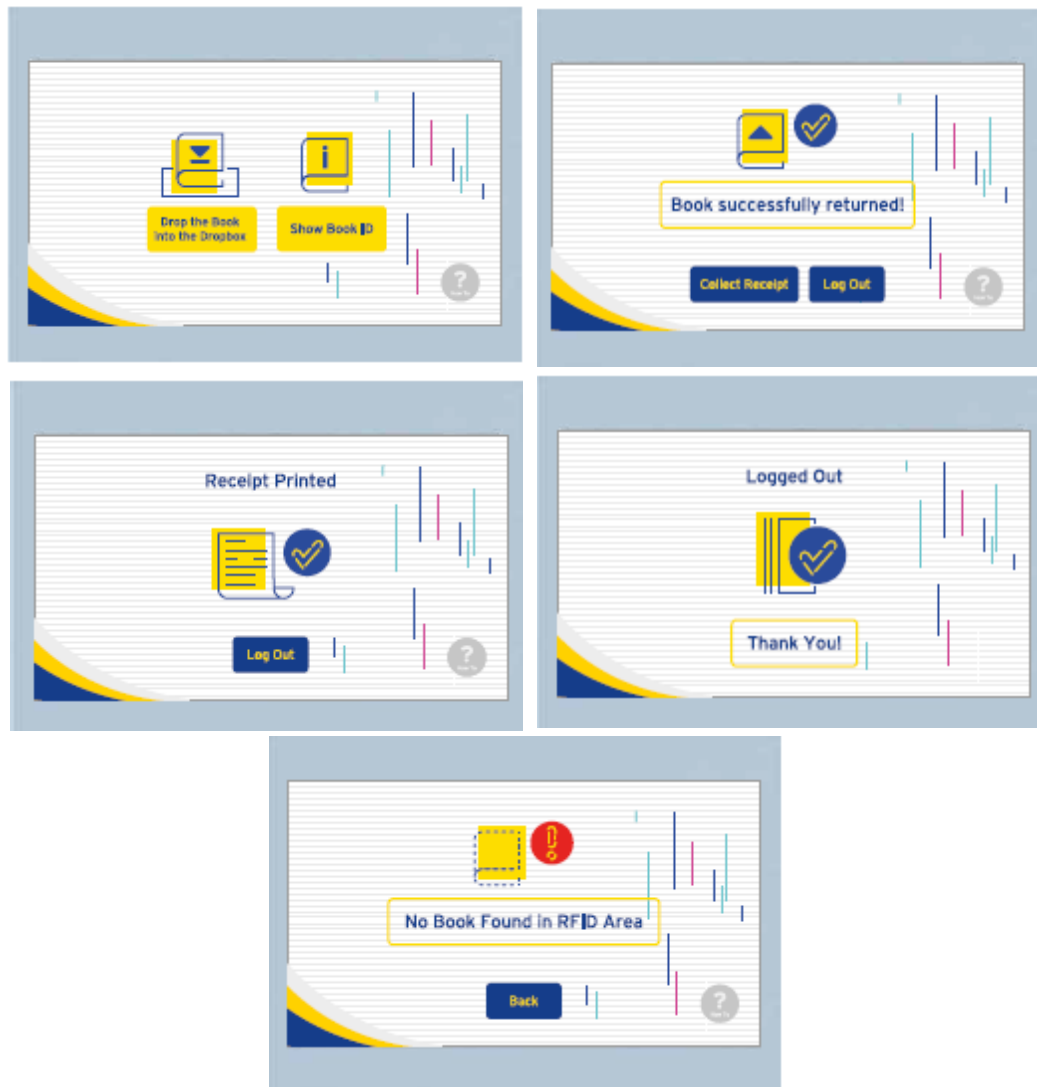 Drop the Book
into the Dropbox
Show Book ID
?
Book successfully returned!
Collect Receipt
Log Out
?
Receipt Printed
Log Out
?
Logged Out
Thank You!
No Book Found in RFID Area
Back
?